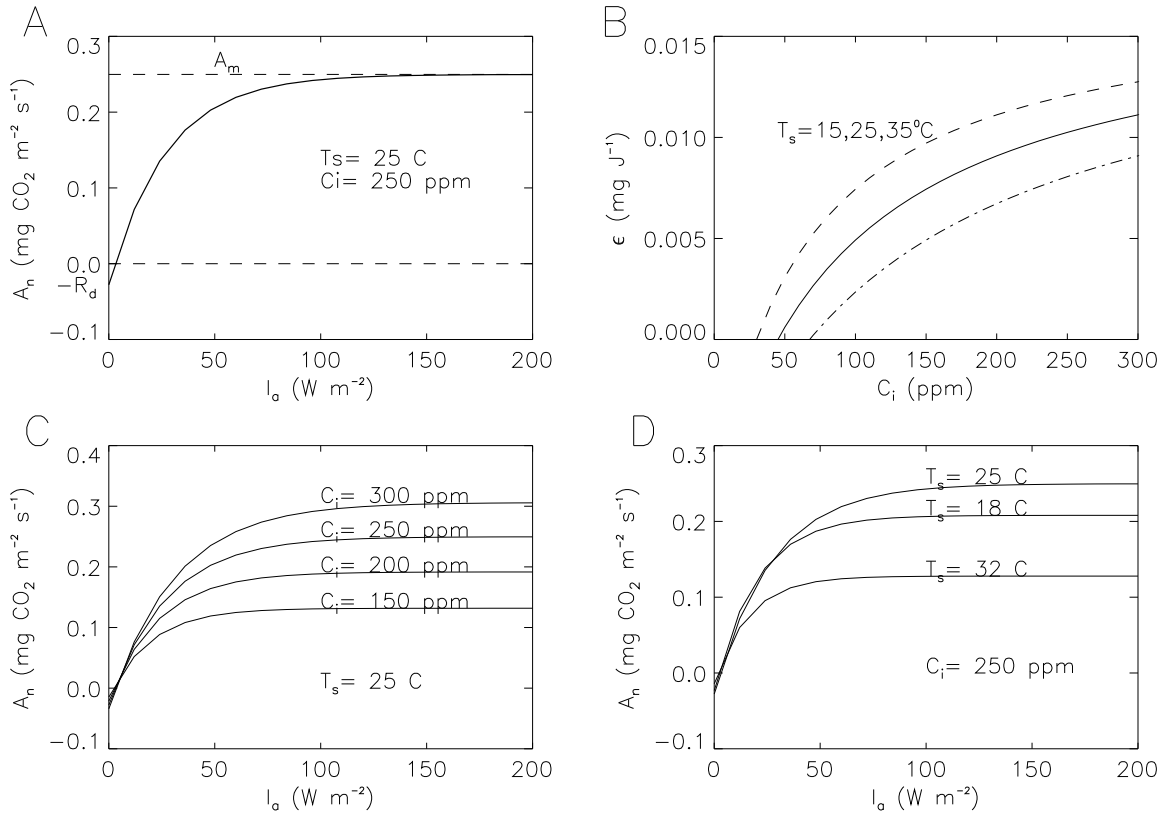 A
0.3
0.2
0.1
0.0
−R_d
−0.1
A_n (mg CO₂ m⁻² s⁻¹)
A_m
Ts= 25 C
Ci= 250 ppm
0
50
100
150
200
I_a (W m⁻²)
B
0.015
0.010
0.005
0.000
ϵ (mg J⁻¹)
T_s=15,25,35⁰C
0
50
100
150
200
250
300
C_i (ppm)
C
0.4
0.3
0.2
0.1
0.0
−0.1
A_n (mg CO₂ m⁻² s⁻¹)
C_i= 300 ppm
C_i= 250 ppm
C_i= 200 ppm
C_i= 150 ppm
T_s= 25 C
0
50
100
150
200
I_a (W m⁻²)
D
0.3
0.2
0.1
0.0
−0.1
A_n (mg CO₂ m⁻² s⁻¹)
T_s= 25 C
T_s= 18 C
T_s= 32 C
C_i= 250 ppm
0
50
100
150
200
I_a (W m⁻²)